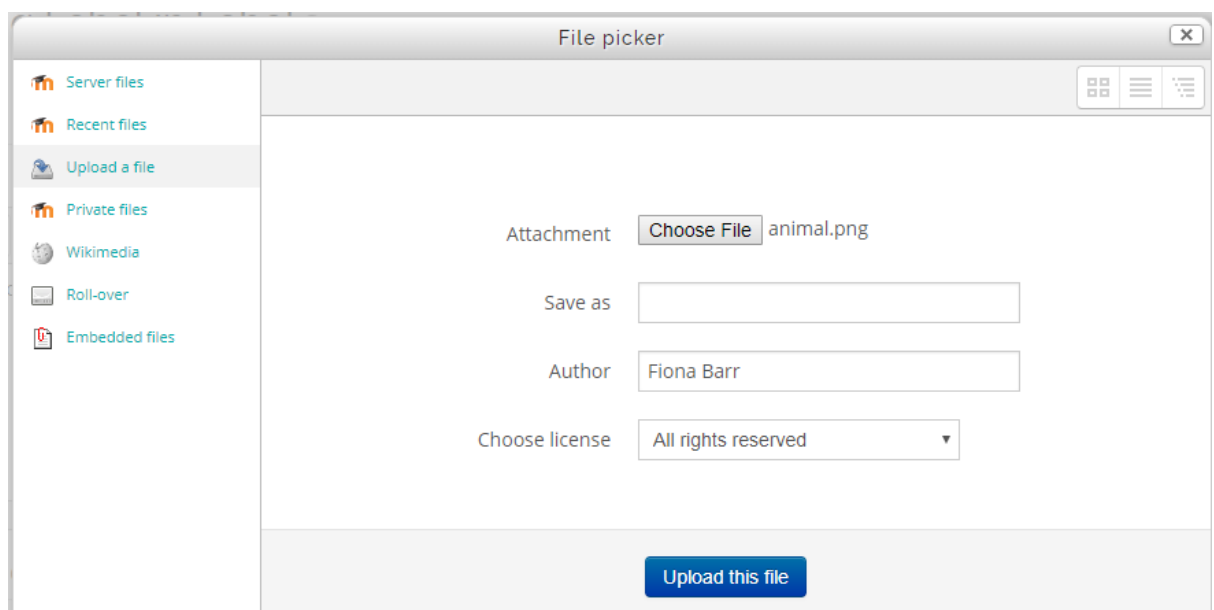 File picker
Server files
Recent files
Upload a file
Private files
Wikimedia
Roll-over
Embedded files
Attachment Choose File animal.png
Save as
Author Fiona Barr
Choose license All rights reserved
Upload this file